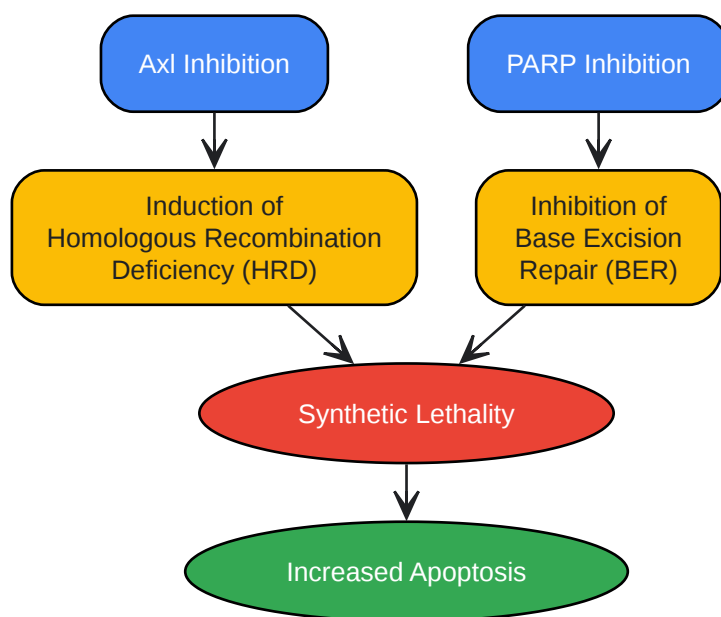 Axl Inhibition
PARP Inhibition
Induction of
Homologous Recombination
Deficiency (HRD)
Inhibition of
Base Excision
Repair (BER)
Synthetic Lethality
Increased Apoptosis